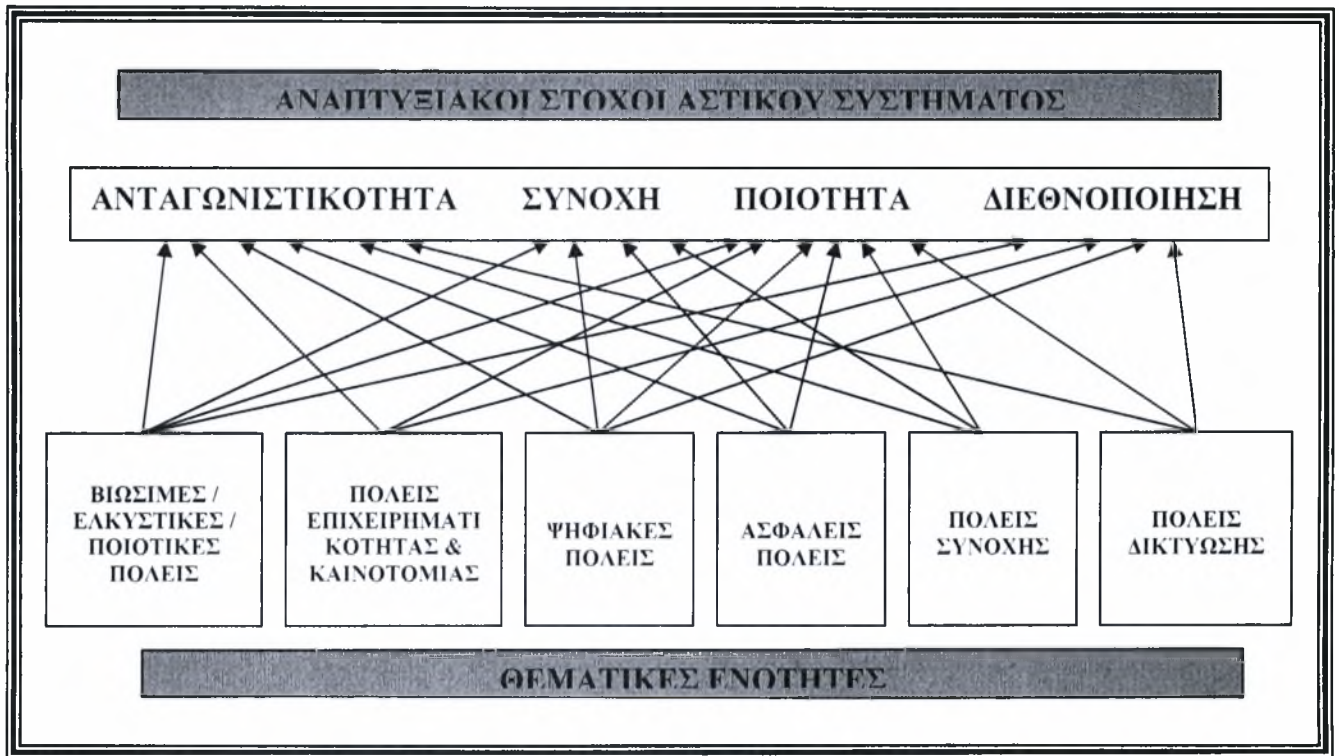 ΑΝΑΠΤΥΞΙΑΚΟΙ ΣΤΟΧΟΙ ΑΣΤΙΚΟΥ ΣΥΣΤΗΜΑΤΟΣ
ΑΝΤΑΓΩΝΙΣΤΙΚΟΤΗΤΑ ΣΥΝΟΧΗ ΠΟΙΟΤΗΤΑ ΔΙΕΘΝΟΠΟΙΗΣΗ
ΒΙΩΣΙΜΕΣ /
ΕΛΚΥΣΤΙΚΕΣ /
ΠΟΙΟΤΙΚΕΣ
ΠΟΛΕΙΣ
ΠΟΛΕΙΣ
ΕΠΙΧΕΙΡΗΜΑΤΙ
ΚΟΤΗΤΑΣ &
ΚΑΙΝΟΤΟΜΙΑΣ
ΨΗΦΙΑΚΕΣ
ΠΟΛΕΙΣ
ΑΣΦΑΛΕΙΣ
ΠΟΛΕΙΣ
ΠΟΛΕΙΣ
ΣΥΝΟΧΗΣ
ΠΟΛΕΙΣ
ΔΙΚΤΥΩΣΗΣ
ΘΕΜΑΤΙΚΕΣ ΕΝΟΤΗΤΕΣ